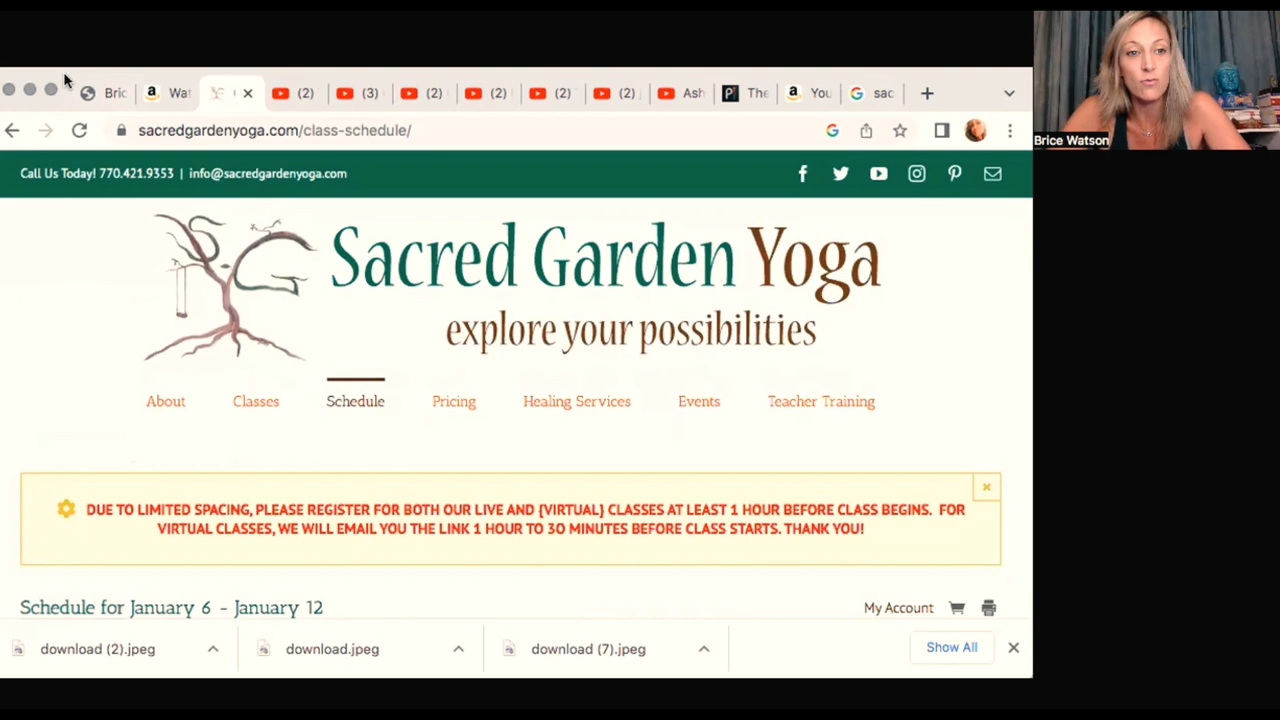 Bric
Wat
(2)
(3)
(2)
(2)
(2)
(2)
Ash
The
You
sac
sacredgardenyoga.com/class-schedule/
Call Us Today! 770.421.9353 | info@sacredgardenyoga.com
SG
Sacred Garden Yoga
explore your possibilities
About Classes Schedule Pricing Healing Services Events Teacher Training
DUE TO LIMITED SPACING, PLEASE REGISTER FOR BOTH OUR LIVE AND {VIRTUAL} CLASSES AT LEAST 1 HOUR BEFORE CLASS BEGINS. FOR
VIRTUAL CLASSES, WE WILL EMAIL YOU THE LINK 1 HOUR TO 30 MINUTES BEFORE CLASS STARTS. THANK YOU!
Schedule for January 6 - January 12
My Account
download (2).jpeg
download.jpeg
download (7).jpeg
Show All
Brice Watson